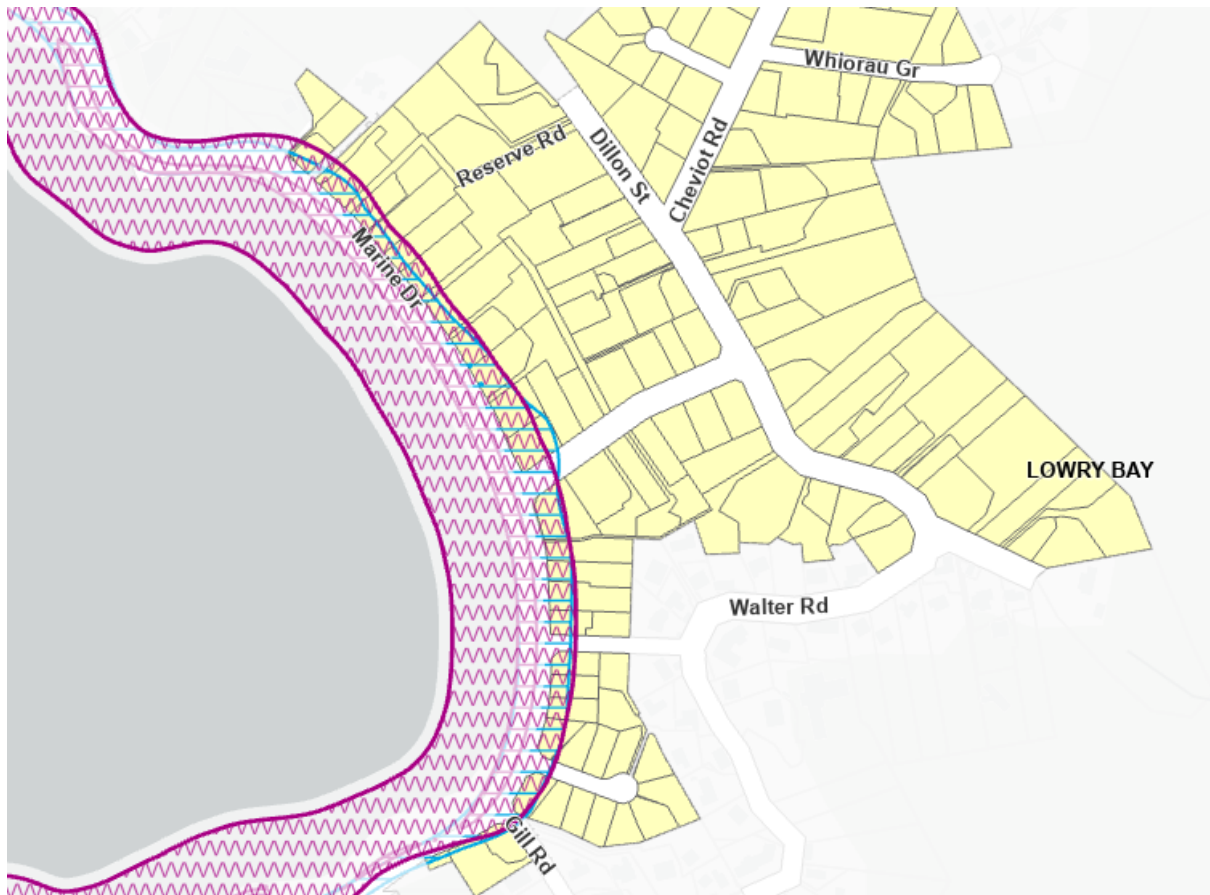 Whiorau Gr
Reserve Rd
Dillon St
Cheviot Rd
Marine Dr
LOWRY BAY
Walter Rd
Gill Rd